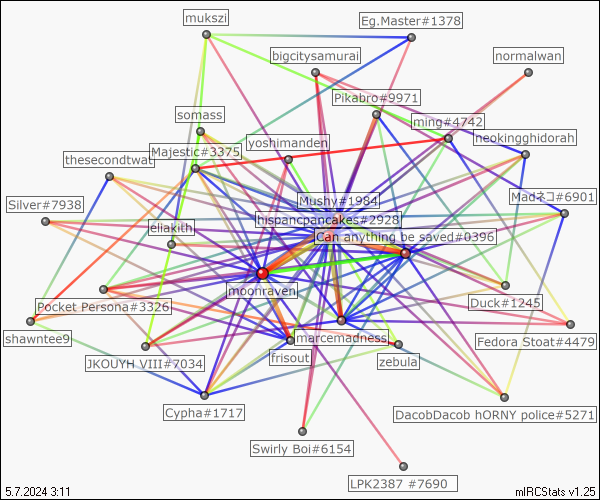 mukszi
Eg.Master#1378
bigcitysamurai
normalwan
Pikabro#9971
somass
ming#4742
yoshimanden
neokingghidorah
Majestic#3375
thesecondtwat
Mushy#1984
Madネコ#6901
Silver#7938
hispancpancakes#2928
eliakith
Can anything be saved#0396
moonraven
Pocket Persona#3326
Duck#1245
shawntee9
marcemadness
Fedora Stoat#4479
frisout
zebula
JKOUYH VIII#7034
Cypha#1717
DacobDacob hORNY police#5271
Swirly Boi#6154
LPK2387 #7690
5.7.2024 3:11
mIRCStats v1.25